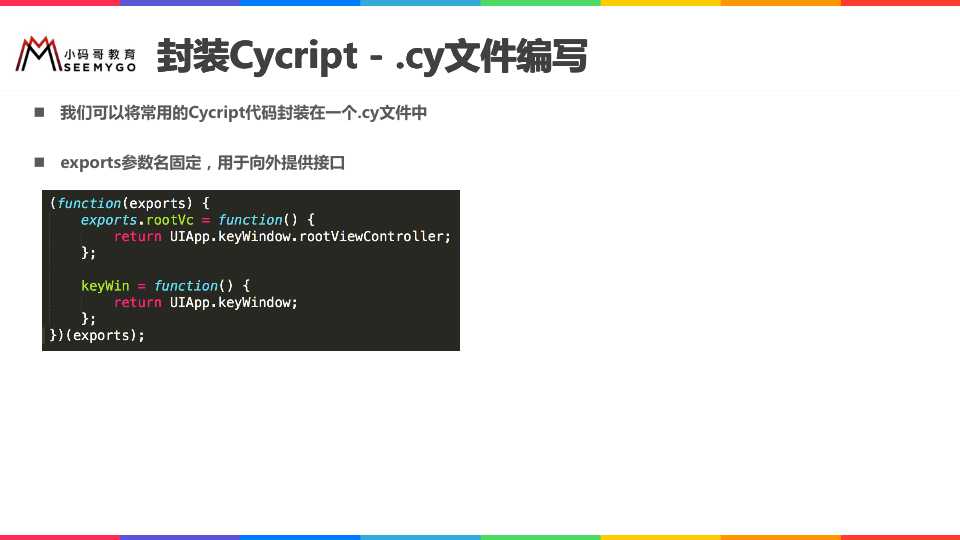 小码哥教育
SEEMYGO
封装Cycript - .cy文件编写
■ 我们可以将常用的Cycript代码封装在一个.cy文件中
■ exports参数名固定，用于向外提供接口
(function(exports) {
    exports.rootVc = function() {
        return UIApp.keyWindow.rootViewController;
    };
    keyWin = function() {
        return UIApp.keyWindow;
    };
})(exports);